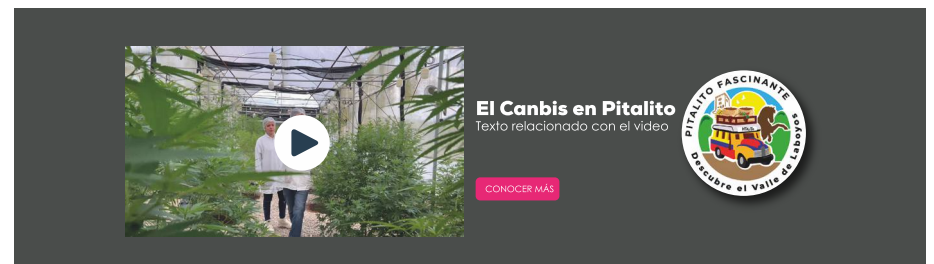 El Canbis en Pitalito
Texto relacionado con el video
CONOCER MÁS
PITALITO FASCINANTE
Descubre el Valle de Laboyos